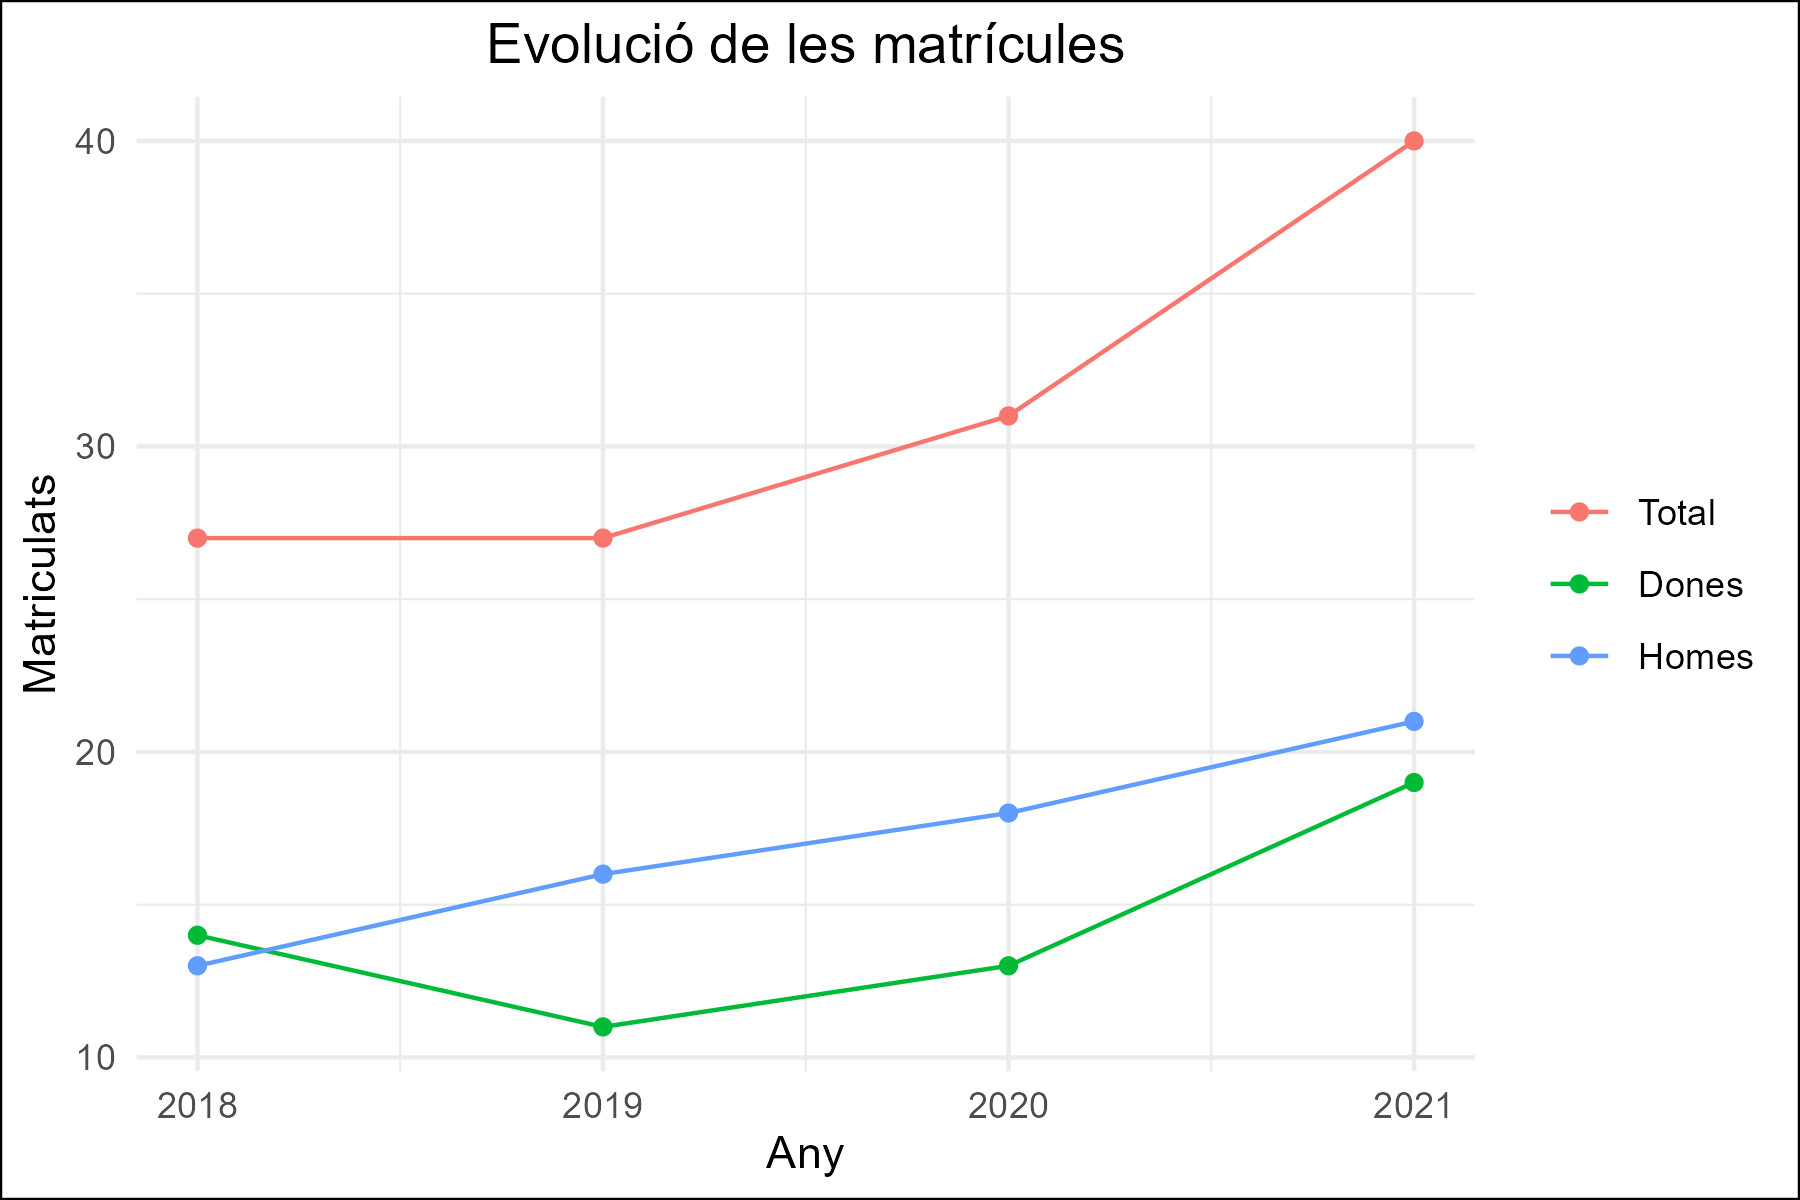 Evolució de les matrícules
40
30
20
10
Matriculats
2018 2019 2020 2021
Any
Total
Dones
Homes